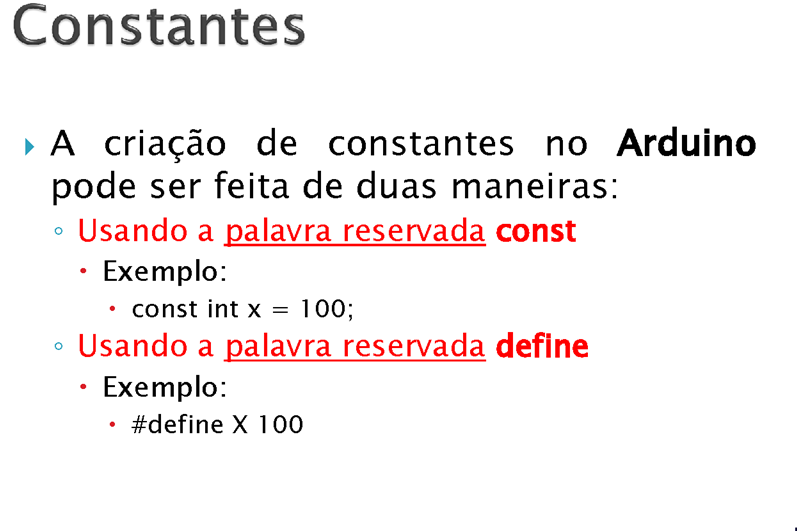 Constantes
A criação de constantes no Arduino
pode ser feita de duas maneiras:
Usando a palavra reservada const
Exemplo:
const int x = 100;
Usando a palavra reservada define
Exemplo:
#define X 100